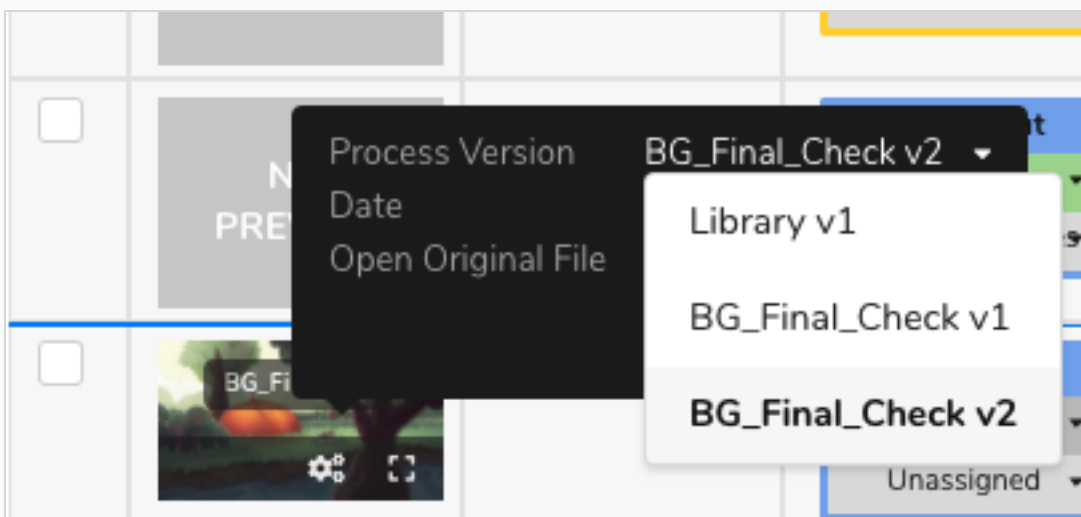 Process Version BG_Final_Check v2
Date
Open Original File
Library v1
BG_Final_Check v1
BG_Final_Check v2
Unassigned